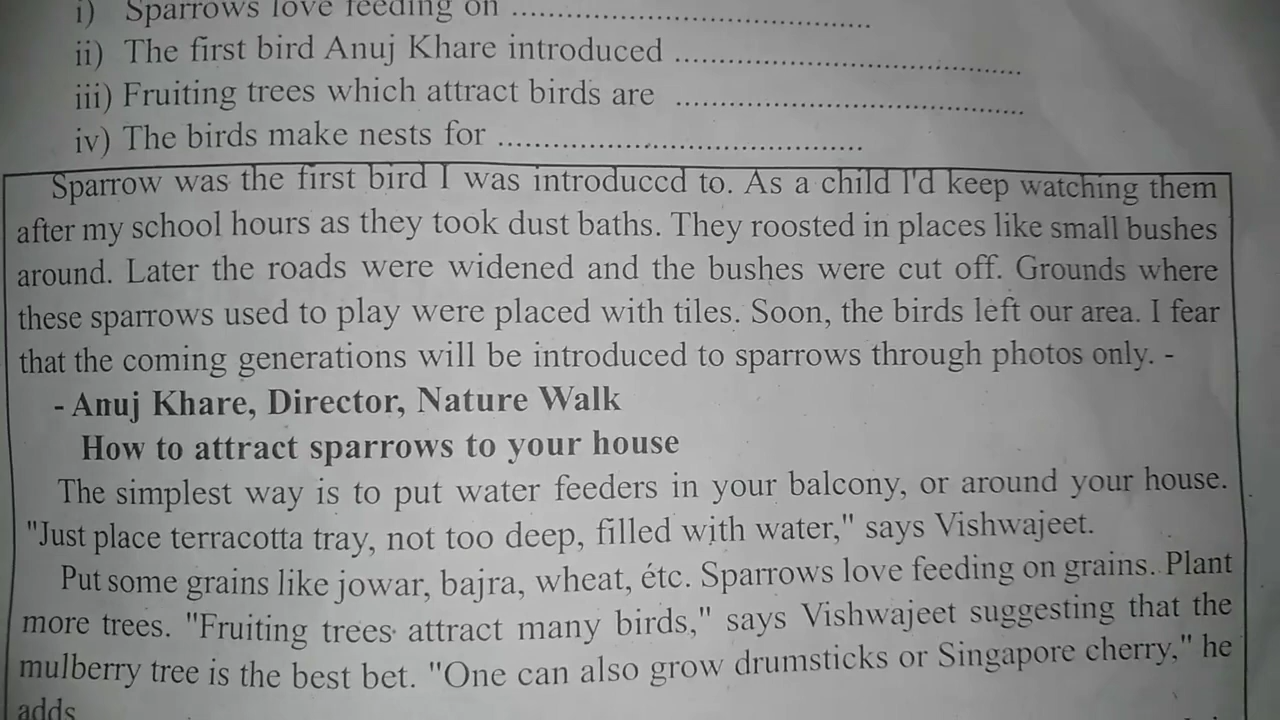 i) Sparrows love feeding on ........................................
ii) The first bird Anuj Khare introduced ........................................
iii) Fruiting trees which attract birds are ........................................
iv) The birds make nests for ........................................
Sparrow was the first bird I was introduced to. As a child I'd keep watching them
after my school hours as they took dust baths. They roosted in places like small bushes
around. Later the roads were widened and the bushes were cut off. Grounds where
these sparrows used to play were placed with tiles. Soon, the birds left our area. I fear
that the coming generations will be introduced to sparrows through photos only. -
- Anuj Khare, Director, Nature Walk
How to attract sparrows to your house
The simplest way is to put water feeders in your balcony, or around your house.
"Just place terracotta tray, not too deep, filled with water," says Vishwajeet.
Put some grains like jowar, bajra, wheat, étc. Sparrows love feeding on grains. Plant
more trees. "Fruiting trees attract many birds," says Vishwajeet suggesting that the
mulberry tree is the best bet. "One can also grow drumsticks or Singapore cherry," he
adds